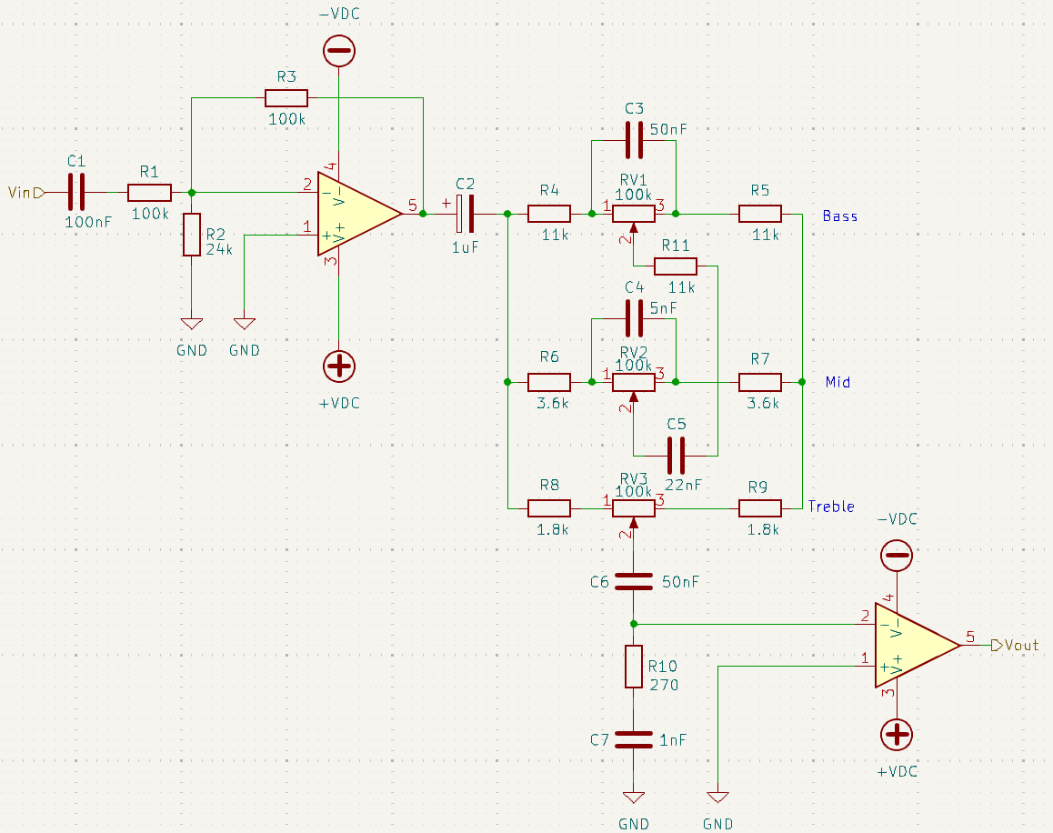 −VDC
R3
100k
C1
Vin
100nF
R1
100k
R2
24k
GND
GND
2
1
4
V-
V+
3
5
+VDC
C2
+
1uF
R4
11k
C3
50nF
RV1
100k
1
3
2
R5
11k
Bass
R11
11k
C4
5nF
R6
3.6k
RV2
100k
1
3
2
R7
3.6k
Mid
C5
22nF
R8
1.8k
RV3
100k
1
3
2
R9
1.8k
Treble
C6
50nF
R10
270
C7
1nF
GND
GND
−VDC
2
1
4
V-
V+
3
5
Vout
+VDC